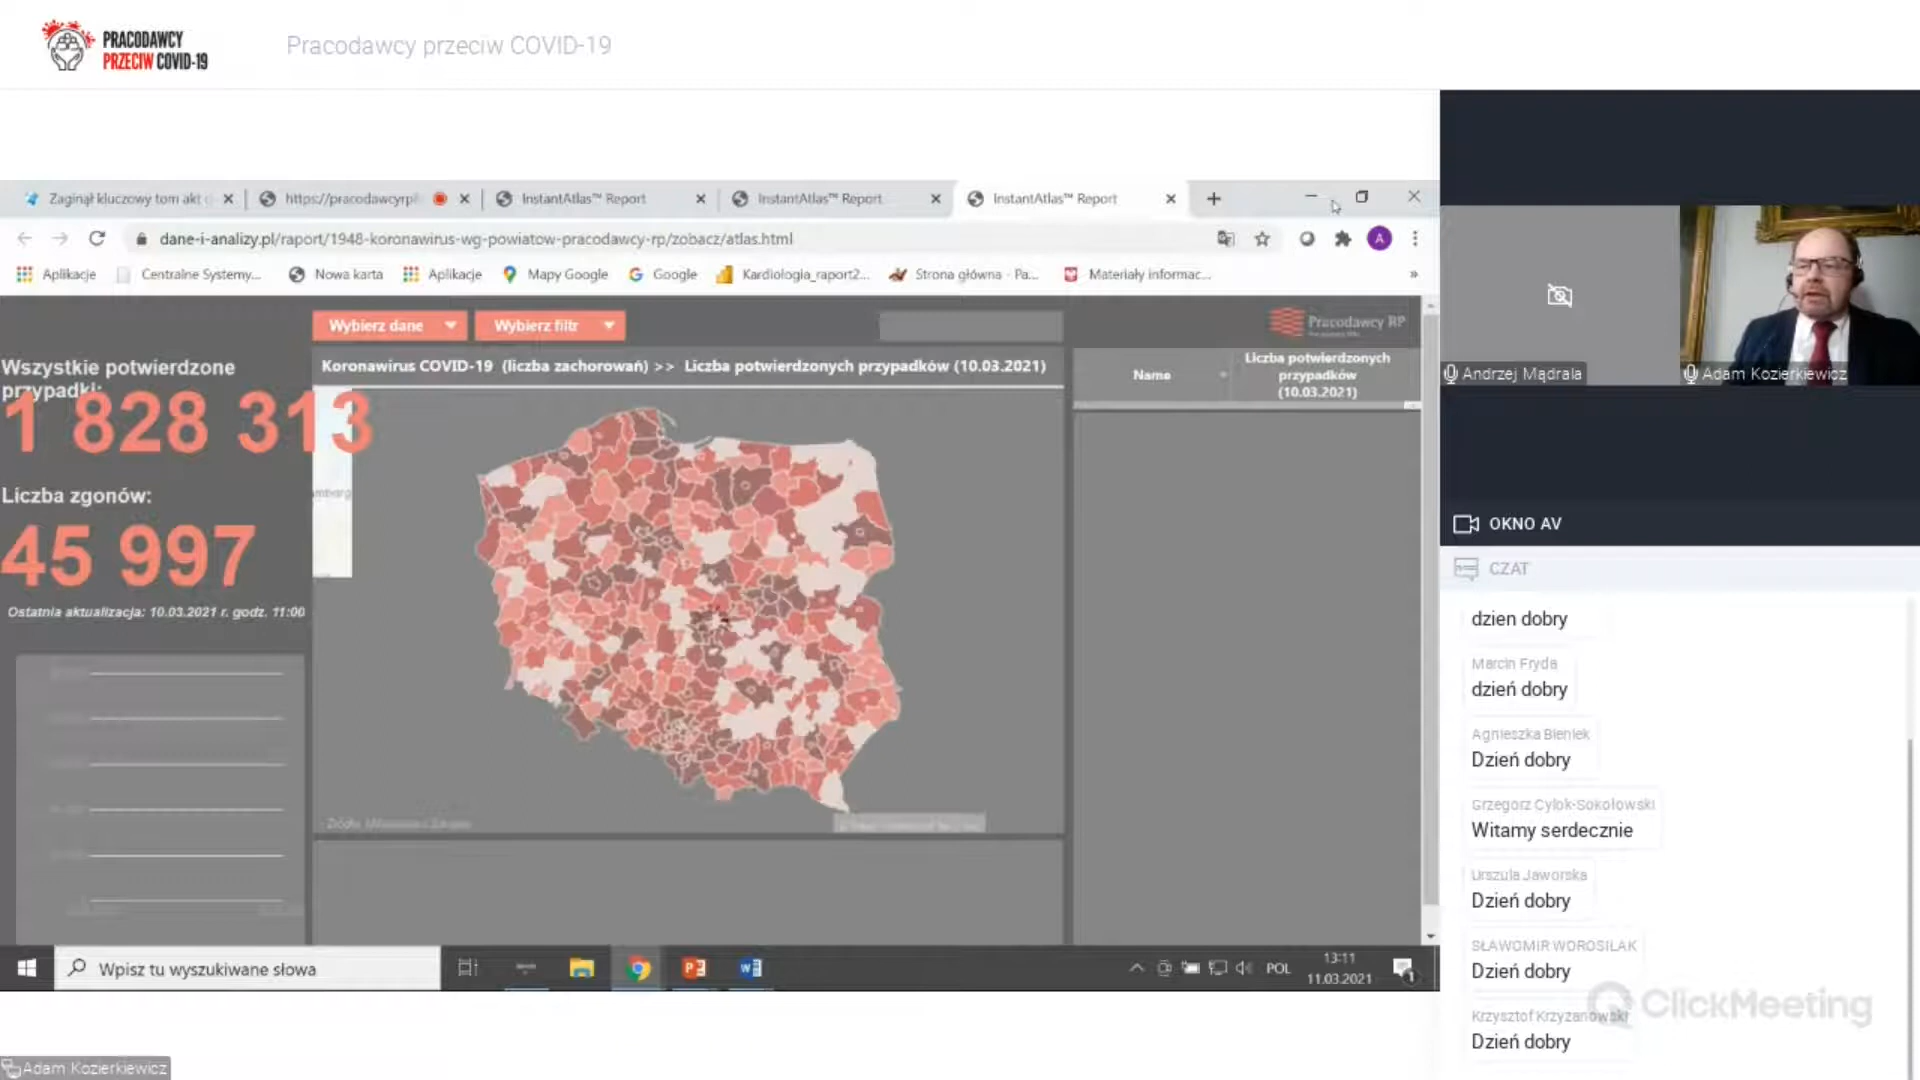 PRACODAWCY
PRZECIW COVID-19
Pracodawcy przeciw COVID-19
Zaginął kluczowy tom akt
https://pracodawcyrp
InstantAtlas™ Report
InstantAtlas™ Report
InstantAtlas™ Report
dane-i-analizy.pl/raport/1948-koronawirus-wg-powiatow-pracodawcy-rp/zobacz/atlas.html
A
Aplikacje
Centralne Systemy...
Nowa karta
Aplikacje
Mapy Google
Google
Kardiologia_raport2...
Strona główna - Pa...
Materiały informac...
»
Wybierz dane
Wybierz filtr
Pracodawcy RP
Wszystkie potwierdzone
przypadki:
1 828 313
Liczba zgonów:
45 997
Ostatnia aktualizacja: 10.03.2021 r. godz. 11:00
Koronawirus COVID-19 (liczba zachorowań) >> Liczba potwierdzonych przypadków (10.03.2021)
Name
Liczba potwierdzonych
przypadków
(10.03.2021)
Wpisz tu wyszukiwane słowa
POL
13:11
11.03.2021
1
Adam Kozierkiewicz
Andrzej Mądrala
Adam Kozierkiewicz
OKNO AV
CZAT
dzien dobry
Marcin Fryda
dzień dobry
Agnieszka Bieniek
Dzień dobry
Grzegorz Cylok-Sokołowski
Witamy serdecznie
Urszula Jaworska
Dzień dobry
SŁAWOMIR WOROSILAK
Dzień dobry
Krzysztof Krzyzanowski
Dzień dobry
ClickMeeting